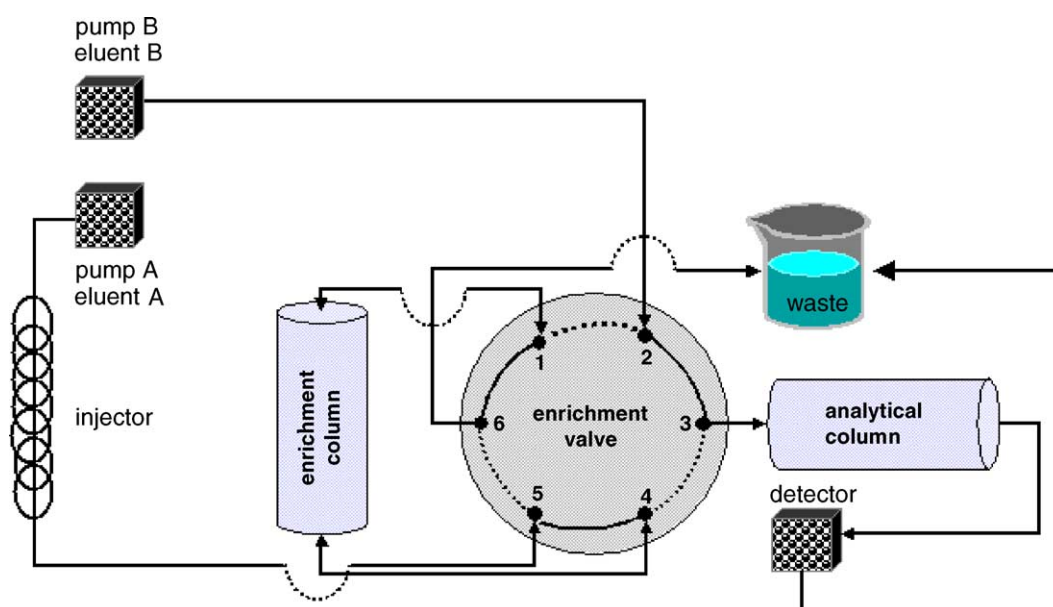 pump B
eluent B
pump A
eluent A
injector
enrichment
column
1
2
3
4
5
6
enrichment
valve
waste
analytical
column
detector